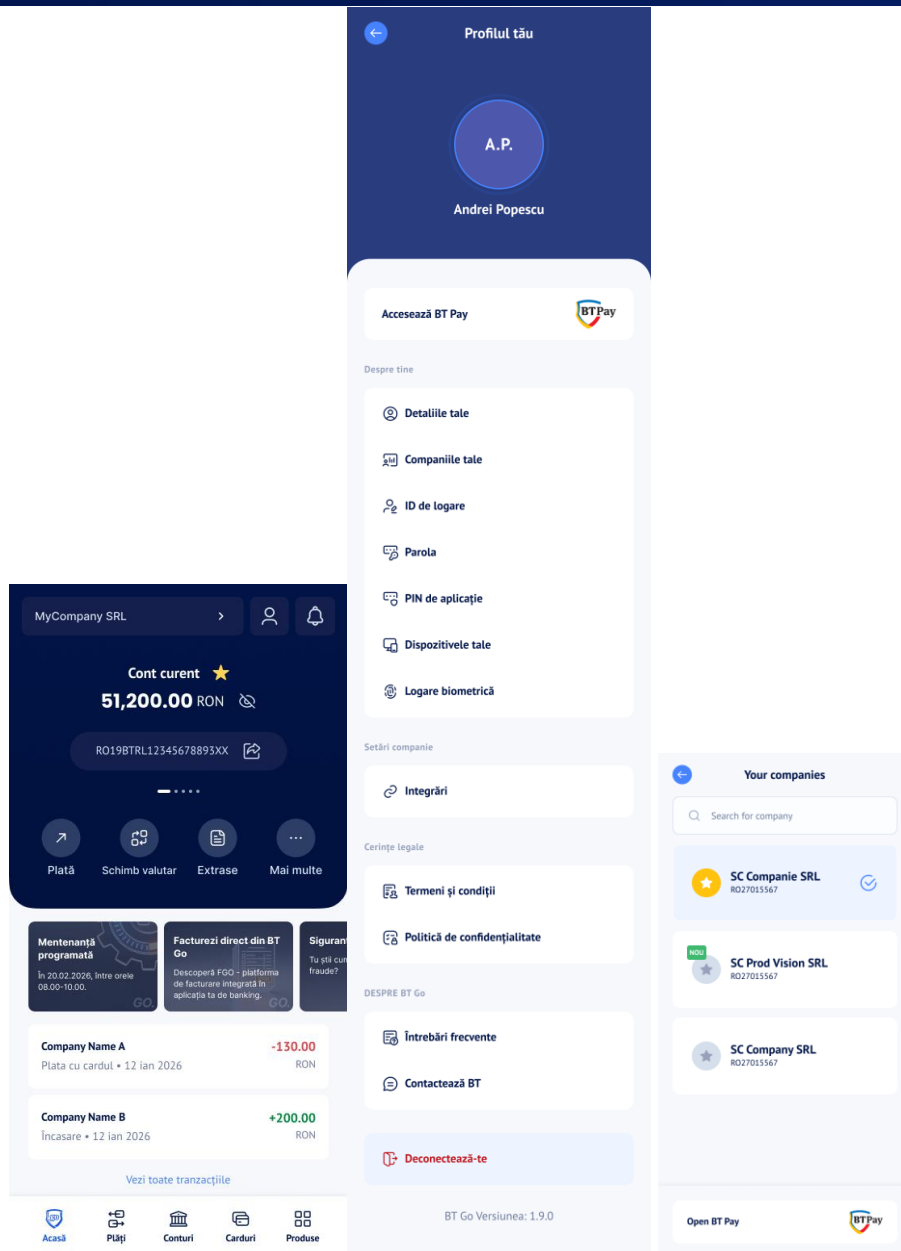 MyCompany SRL
Cont curent
51,200.00 RON
RO19BTRL12345678893XX
Plată
Schimb valutar
Extrase
Mai multe
Mentenanță
programată
În 20.02.2026, între orele
08.00-10.00.
GO.
Facturezi direct din BT
Go
Descoperă FGO - platforma
de facturare integrată în
aplicația ta de banking.
GO.
Siguran
Tu știi cum
fraude?
Company Name A
-130.00
Plata cu cardul • 12 ian 2026
RON
Company Name B
+200.00
Încasare • 12 ian 2026
RON
Vezi toate tranzacțiile
Acasă
Plăți
Conturi
Carduri
Produse
Profilul tău
A.P.
Andrei Popescu
Accesează BT Pay
BT Pay
Despre tine
Detaliile tale
Companiile tale
ID de logare
Parola
PIN de aplicație
Dispozitivele tale
Logare biometrică
Setări companie
Integrări
Cerințe legale
Termeni și condiții
Politică de confidențialitate
DESPRE BT Go
Întrebări frecvente
Contactează BT
Deconectează-te
BT Go Versiunea: 1.9.0
Your companies
Search for company
SC Companie SRL
RO27015567
NOU
SC Prod Vision SRL
RO27015567
SC Company SRL
RO27015567
Open BT Pay
BT Pay